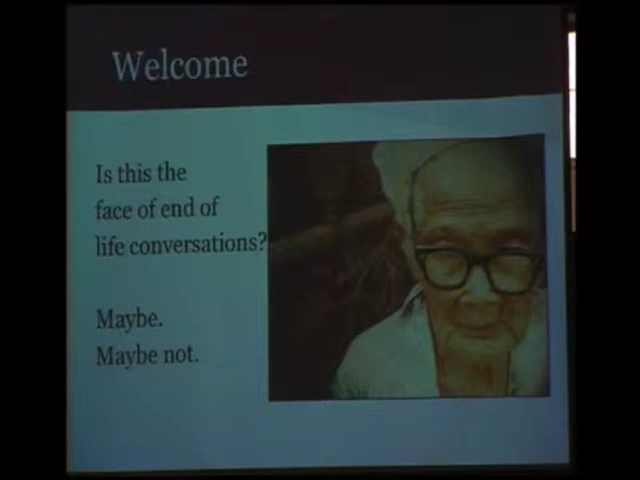 Welcome
Is this the
face of end of
life conversations?
Maybe.
Maybe not.